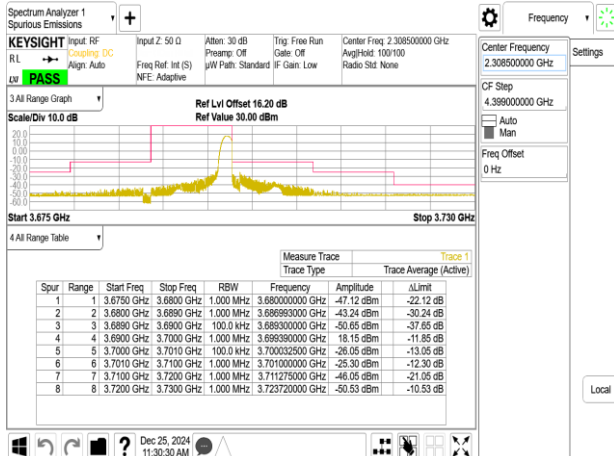 Spectrum Analyzer 1
Spurious Emissions
Frequency
KEYSIGHT Input: RF
RL
Coupling: DC
Align: Auto
LXI PASS
Input Z: 50 Ω
Freq Ref: Int (S)
NFE: Adaptive
Atten: 30 dB
Preamp: Off
µW Path: Standard
Trig: Free Run
Gate: Off
IF Gain: Low
Center Freq: 2.308500000 GHz
Avg|Hold: 100/100
Radio Std: None
Center Frequency
2.308500000 GHz
Settings
CF Step
4.399000000 GHz
Auto
Man
Freq Offset
0 Hz
Local
3 All Range Graph
Scale/Div 10.0 dB
Ref Lvl Offset 16.20 dB
Ref Value 30.00 dBm
20.0
10.0
0.00
-10.0
-20.0
-30.0
-40.0
-50.0
-60.0
Start 3.675 GHz
Stop 3.730 GHz
4 All Range Table
Measure Trace Trace 1
Trace Type Trace Average (Active)
Spur Range Start Freq Stop Freq RBW Frequency Amplitude ΔLimit
1 1 3.6750 GHz 3.6800 GHz 1.000 MHz 3.680000000 GHz -47.12 dBm -22.12 dB
2 2 3.6800 GHz 3.6890 GHz 1.000 MHz 3.686993000 GHz -43.24 dBm -30.24 dB
3 3 3.6890 GHz 3.6900 GHz 100.0 kHz 3.689300000 GHz -50.65 dBm -37.65 dB
4 4 3.6900 GHz 3.7000 GHz 1.000 MHz 3.699390000 GHz 18.15 dBm -11.85 dB
5 5 3.7000 GHz 3.7010 GHz 100.0 kHz 3.700032500 GHz -26.05 dBm -13.05 dB
6 6 3.7010 GHz 3.7100 GHz 1.000 MHz 3.701000000 GHz -25.30 dBm -12.30 dB
7 7 3.7100 GHz 3.7200 GHz 1.000 MHz 3.711275000 GHz -46.05 dBm -21.05 dB
8 8 3.7200 GHz 3.7300 GHz 1.000 MHz 3.723720000 GHz -50.53 dBm -10.53 dB
?
Dec 25, 2024
11:30:30 AM